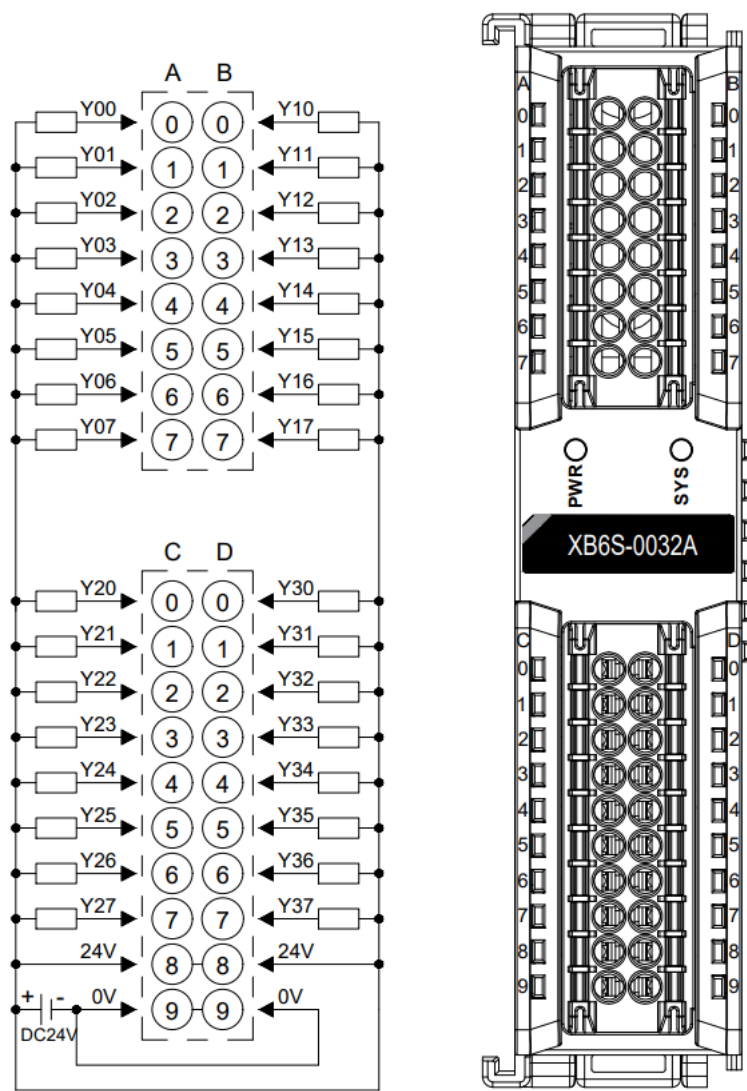 A B
Y00 0 0 Y10
Y01 1 1 Y11
Y02 2 2 Y12
Y03 3 3 Y13
Y04 4 4 Y14
Y05 5 5 Y15
Y06 6 6 Y16
Y07 7 7 Y17
C D
Y20 0 0 Y30
Y21 1 1 Y31
Y22 2 2 Y32
Y23 3 3 Y33
Y24 4 4 Y34
Y25 5 5 Y35
Y26 6 6 Y36
Y27 7 7 Y37
24V 8 8 24V
+ - 0V 9 9 0V
DC24V
A B
0 0
1 1
2 2
3 3
4 4
5 5
6 6
7 7
PWR SYS
XB6S-0032A
C D
0 0
1 1
2 2
3 3
4 4
5 5
6 6
7 7
8 8
9 9